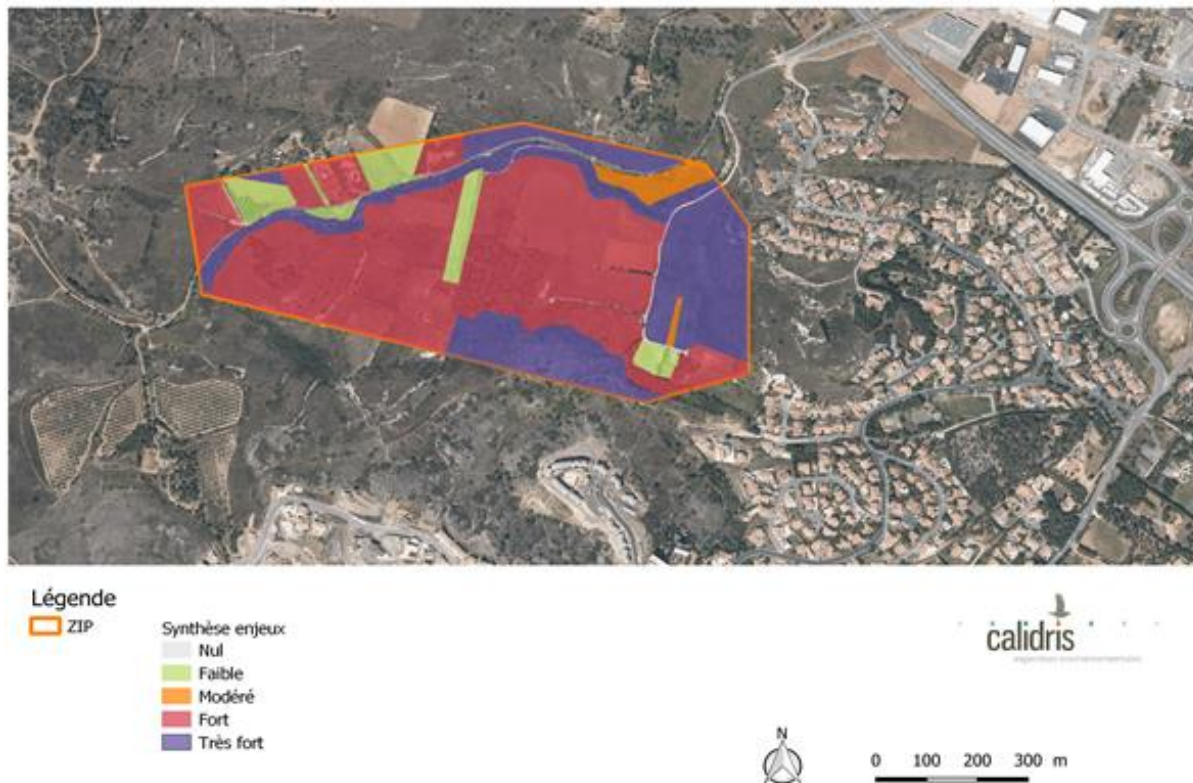 Légende
ZIP
Synthèse enjeux
Nul
Faible
Modéré
Fort
Très fort
calidris
N
0 100 200 300 m